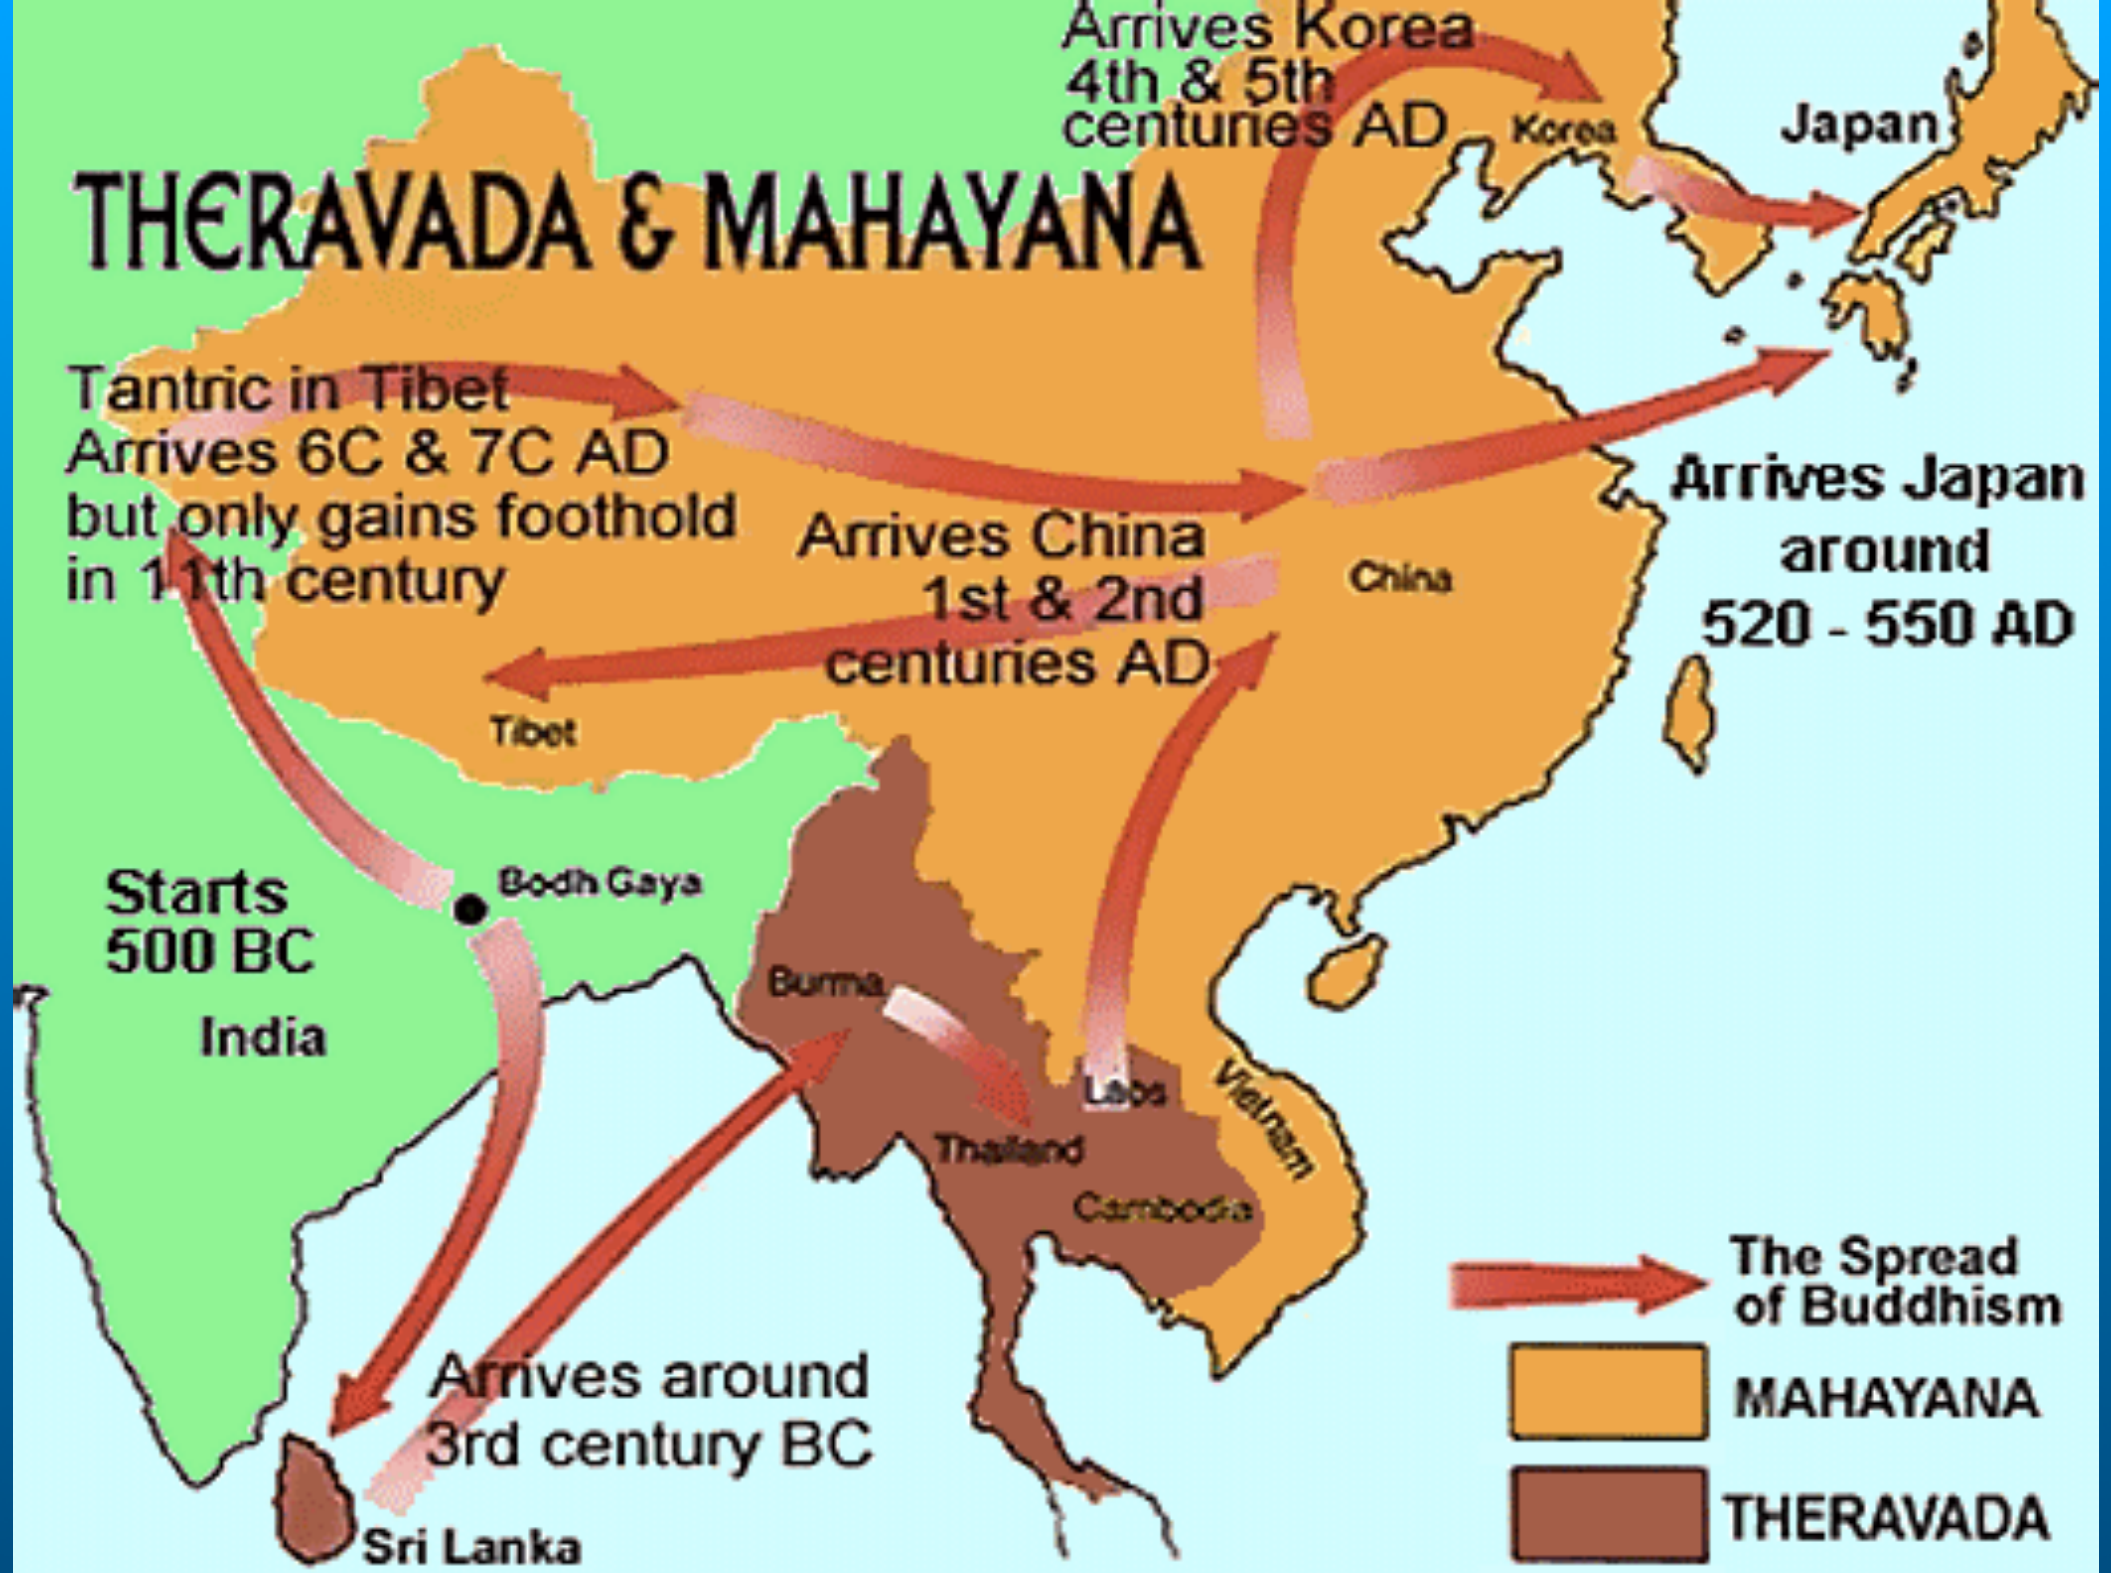 Arrives Korea
4th & 5th
centuries AD
Korea
Japan
THERAVADA & MAHAYANA
Tantric in Tibet
Arrives 6C & 7C AD
but only gains foothold
in 11th century
Arrives China
1st & 2nd
centuries AD
China
Arrives Japan
around
520 - 550 AD
Tibet
Starts
500 BC
Bodh Gaya
India
Burma
Laos
Vietnam
Thailand
Cambodia
The Spread
of Buddhism
MAHAYANA
THERAVADA
Arrives around
3rd century BC
Sri Lanka